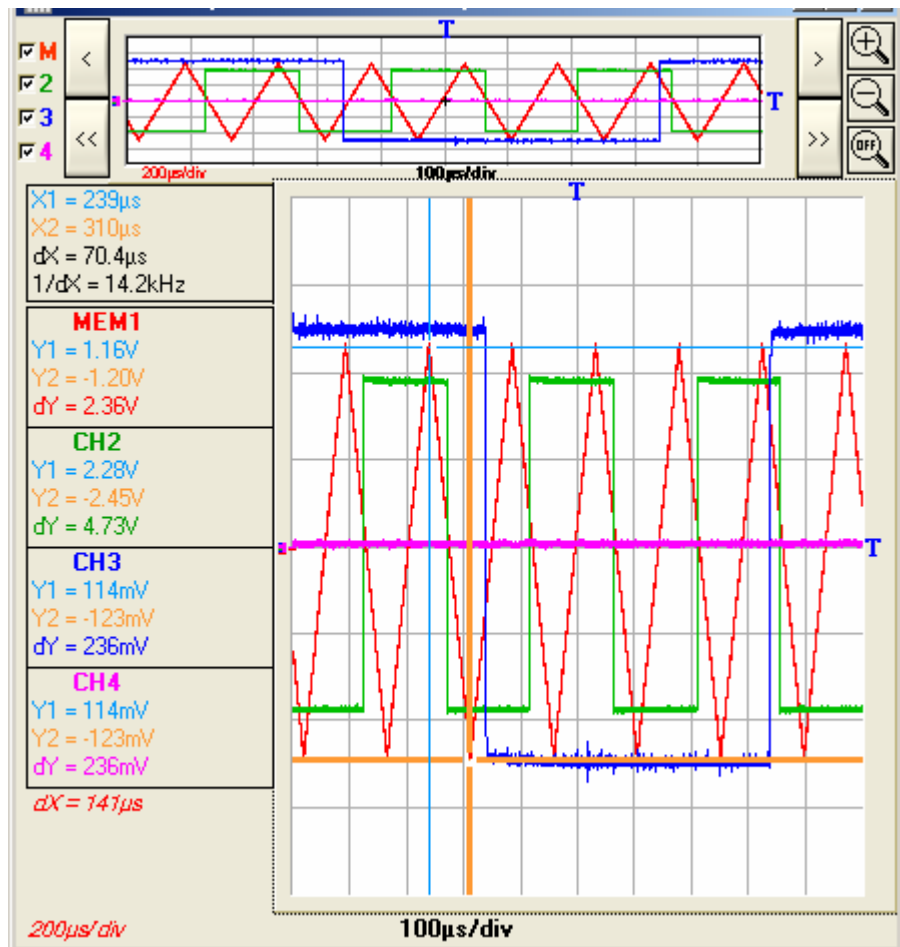 T
M
<
>
2
3
T
4
<<
>>
OFF
200µs/div
100µs/div
T
X1 = 239µs
X2 = 310µs
dX = 70.4µs
1/dX = 14.2kHz
MEM1
Y1 = 1.16V
Y2 = -1.20V
dY = 2.36V
CH2
Y1 = 2.28V
Y2 = -2.45V
dY = 4.73V
T
CH3
Y1 = 114mV
Y2 = -123mV
dY = 236mV
CH4
Y1 = 114mV
Y2 = -123mV
dY = 236mV
dX = 141µs
200µs/div
100µs/div